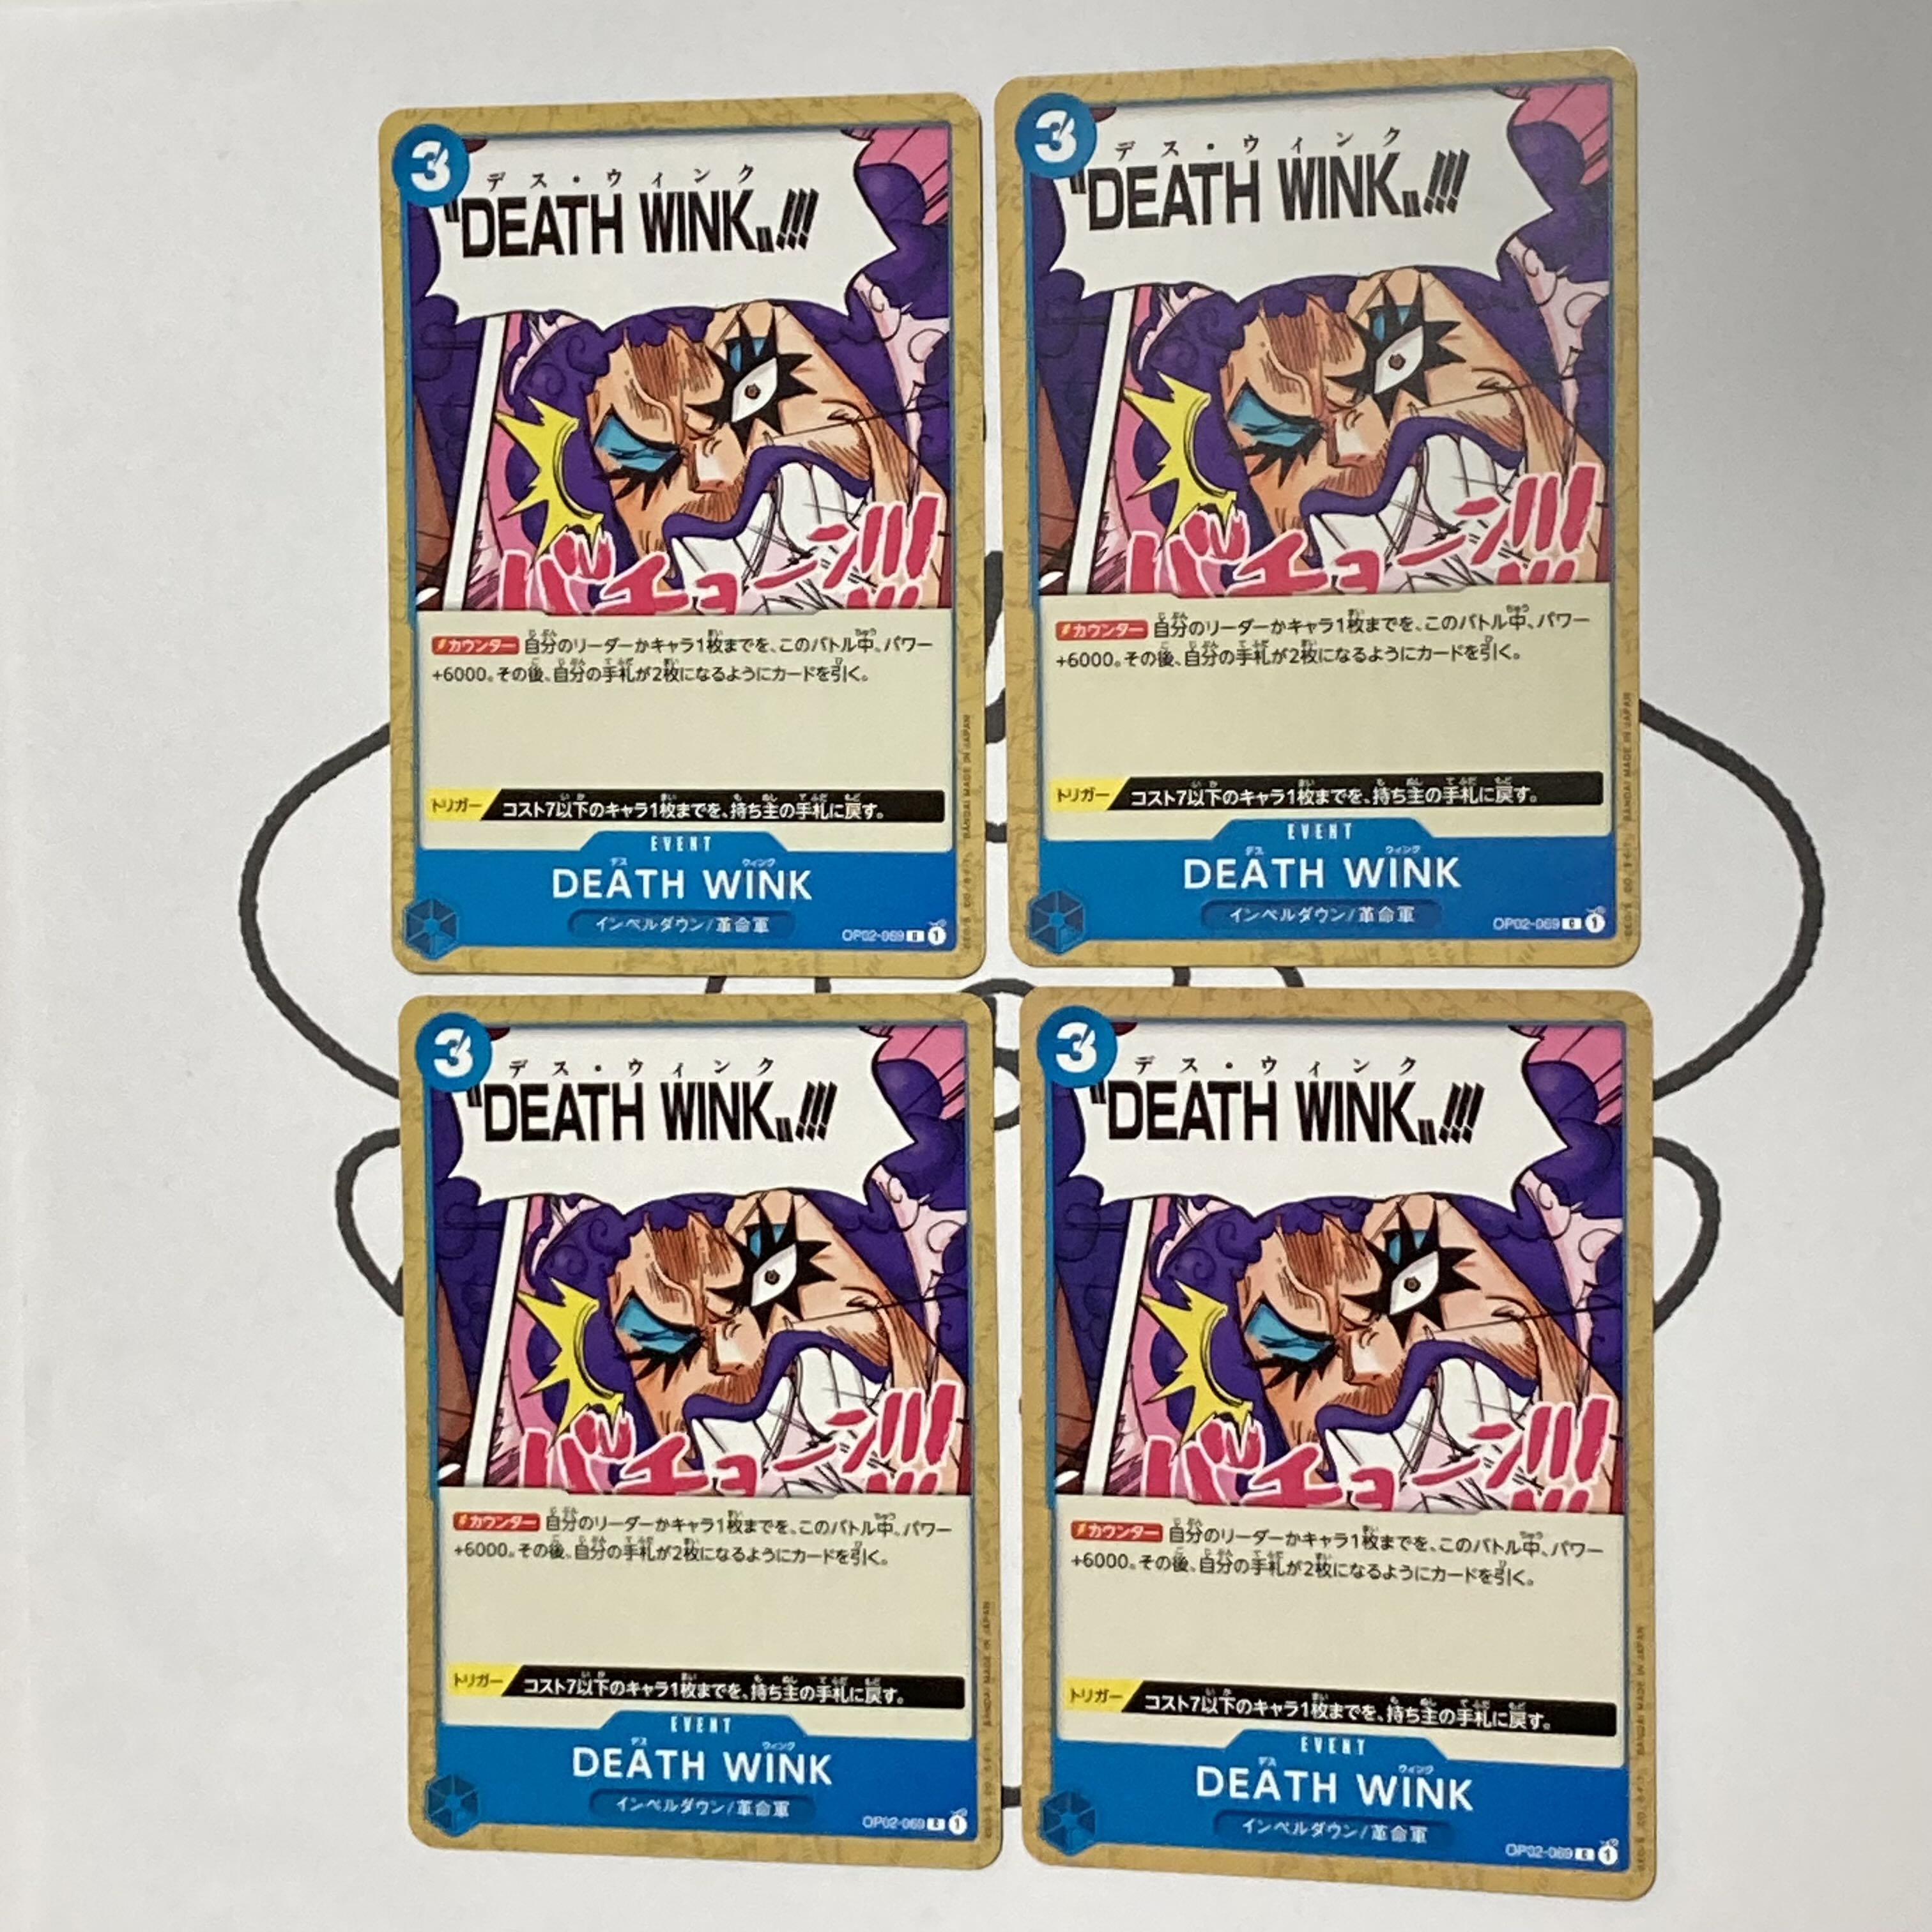 3
デス・ウィンク
"DEATH WINK"!!!
バチョーン!!!
カウンター 自分のリーダーかキャラ1枚までを、このバトル中、パワー
+6000。その後、自分の手札が2枚になるようにカードを引く。
トリガー コスト7以下のキャラ1枚までを、持ち主の手札に戻す。
EVENT
DEATH WINK
インペルダウン/革命軍
OP02-069 C 1
BANDAI MADE IN JAPAN
3
デス・ウィンク
"DEATH WINK"!!!
バチョーン!!!
カウンター 自分のリーダーかキャラ1枚までを、このバトル中、パワー
+6000。その後、自分の手札が2枚になるようにカードを引く。
トリガー コスト7以下のキャラ1枚までを、持ち主の手札に戻す。
EVENT
DEATH WINK
インペルダウン/革命軍
OP02-069 C 1
BANDAI MADE IN JAPAN
3
デス・ウィンク
"DEATH WINK"!!!
バチョーン!!!
カウンター 自分のリーダーかキャラ1枚までを、このバトル中、パワー
+6000。その後、自分の手札が2枚になるようにカードを引く。
トリガー コスト7以下のキャラ1枚までを、持ち主の手札に戻す。
EVENT
DEATH WINK
インペルダウン/革命軍
OP02-069 C 1
BANDAI MADE IN JAPAN
3
デス・ウィンク
"DEATH WINK"!!!
バチョーン!!!
カウンター 自分のリーダーかキャラ1枚までを、このバトル中、パワー
+6000。その後、自分の手札が2枚になるようにカードを引く。
トリガー コスト7以下のキャラ1枚までを、持ち主の手札に戻す。
EVENT
DEATH WINK
インペルダウン/革命軍
OP02-069 C 1
BANDAI MADE IN JAPAN